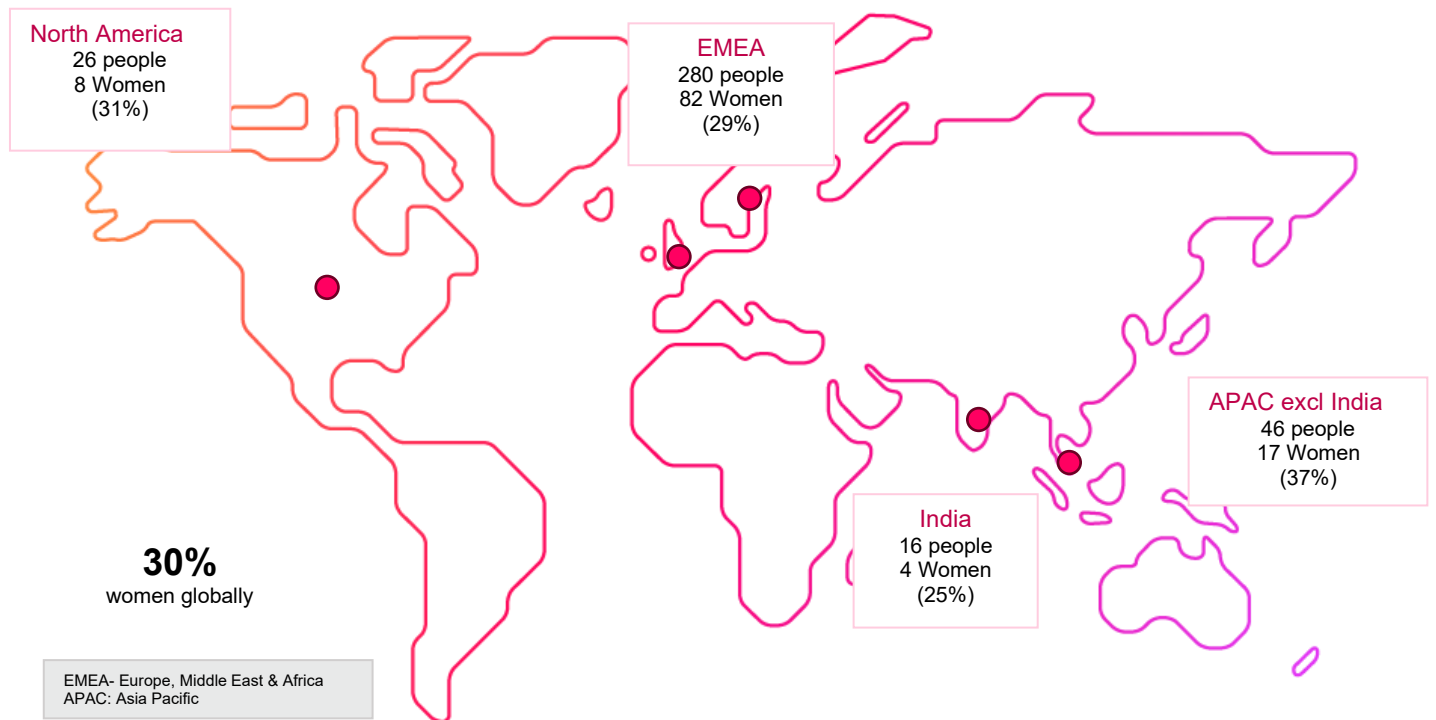 North America
26 people
8 Women
(31%)
EMEA
280 people
82 Women
(29%)
APAC excl India
46 people
17 Women
(37%)
India
16 people
4 Women
(25%)
30%
women globally
EMEA- Europe, Middle East & Africa
APAC: Asia Pacific